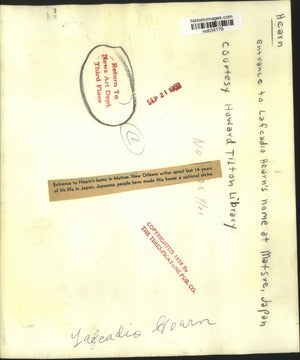 historicimages.com
Hearn
entrance to Lafcadio Hearn's home at Matsue, Japan
Courtesy Howard Tilton Library
Return To
News Art Dept.
Third Floor
SEP 21
No
Entrance to Hearn's home in Matsue. New Orleans writer spent last 14 years
of his life in Japan. Japanese people have made this house a national shrine
COPYRIGHTED BY
THE TIMES-PICAYUNE PUB. CO.
Lafcadio Hearn